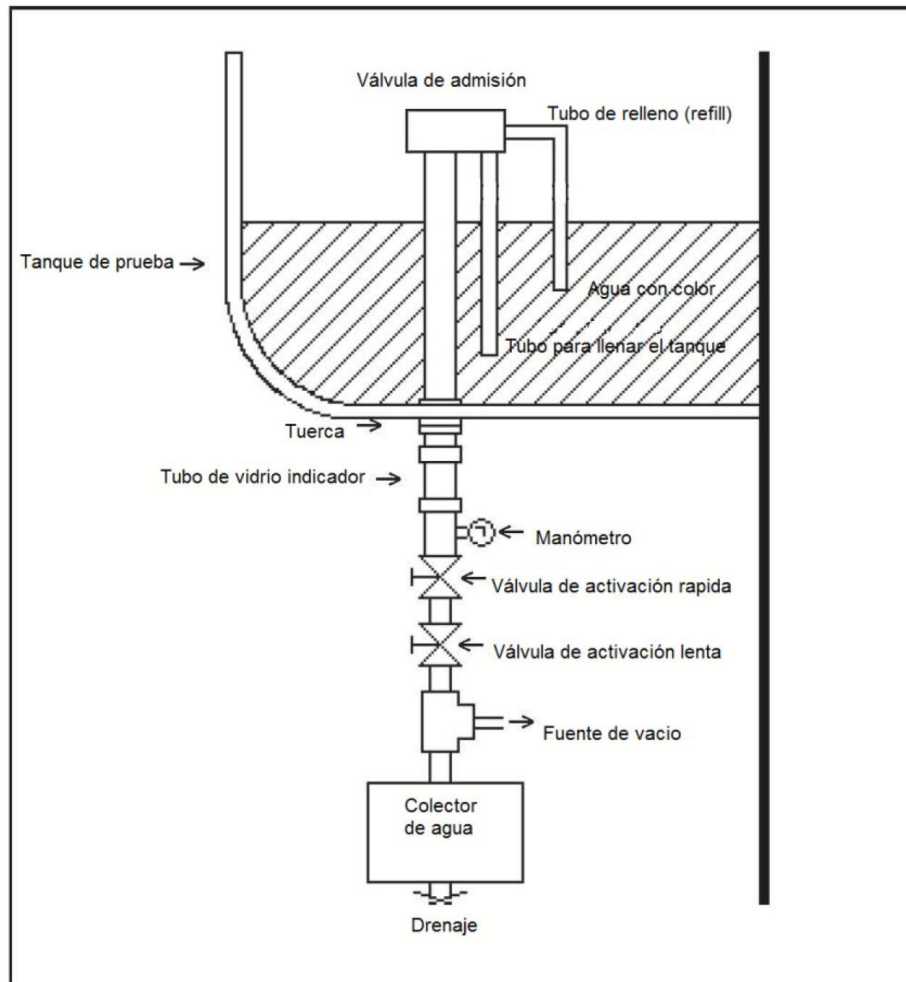 Válvula de admisión
Tubo de relleno (refill)
Tanque de prueba
Agua con color
Tubo para llenar el tanque
Tuerca
Tubo de vidrio indicador
Manómetro
Válvula de activación rapida
Válvula de activación lenta
Fuente de vacio
Colector
de agua
Drenaje